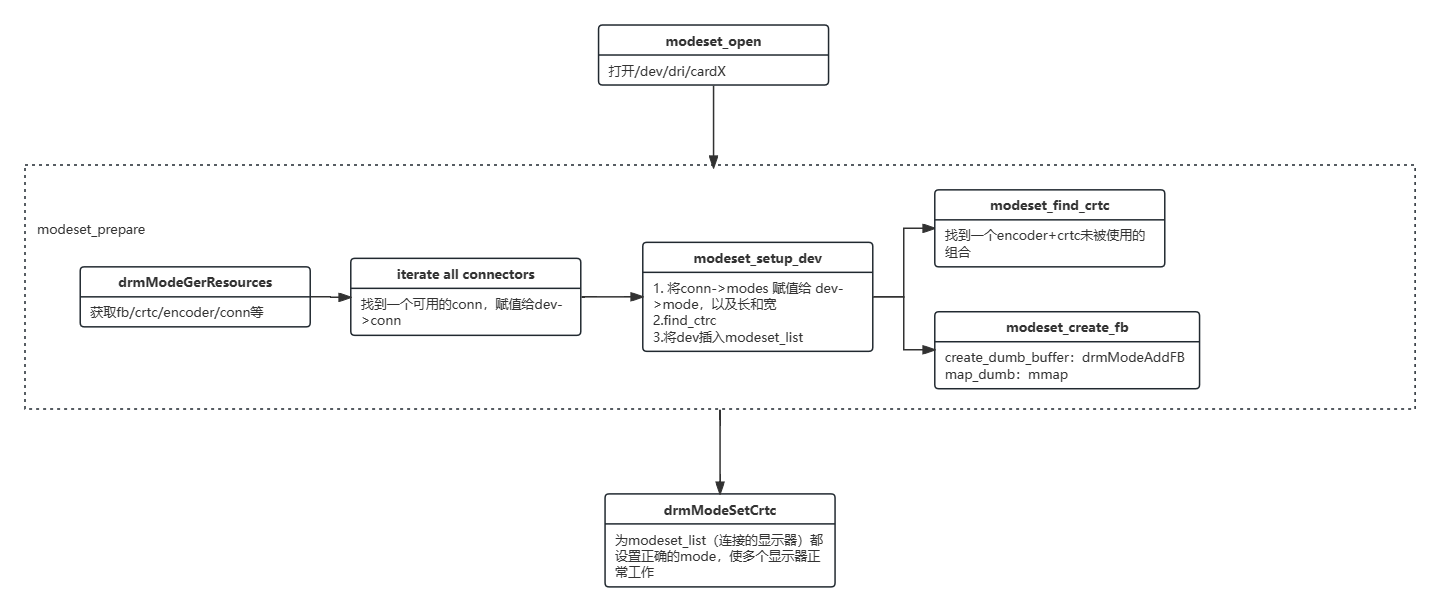 modeset_open
打开/dev/dri/cardX
modeset_prepare
drmModeGerResources
获取fb/crtc/encoder/conn等
iterate all connectors
找到一个可用的conn，赋值给dev-
>conn
modeset_setup_dev
1. 将conn->modes 赋值给 dev-
>mode，以及长和宽
2.find_ctrc
3.将dev插入modeset_list
modeset_find_crtc
找到一个encoder+crtc未被使用的
组合
modeset_create_fb
create_dumb_buffer：drmModeAddFB
map_dumb：mmap
drmModeSetCrtc
为modeset_list（连接的显示器）都
设置正确的mode，使多个显示器正
常工作